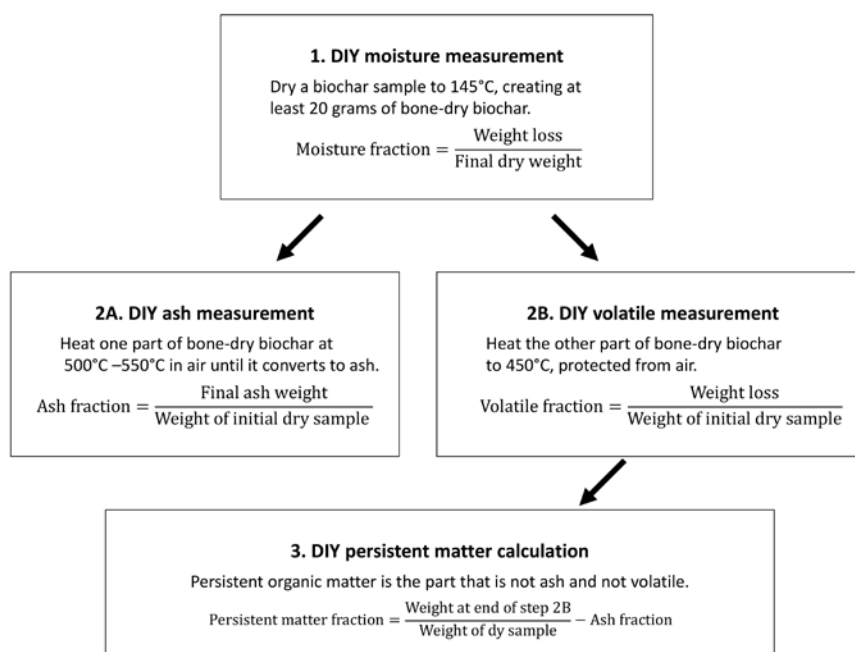 1. DIY moisture measurement
Dry a biochar sample to 145°C, creating at
least 20 grams of bone-dry biochar.
Moisture fraction = Weight loss / Final dry weight
2A. DIY ash measurement
Heat one part of bone-dry biochar at
500°C –550°C in air until it converts to ash.
Ash fraction = Final ash weight / Weight of initial dry sample
2B. DIY volatile measurement
Heat the other part of bone-dry biochar
to 450°C, protected from air.
Volatile fraction = Weight loss / Weight of initial dry sample
3. DIY persistent matter calculation
Persistent organic matter is the part that is not ash and not volatile.
Persistent matter fraction = Weight at end of step 2B / Weight of dy sample − Ash fraction